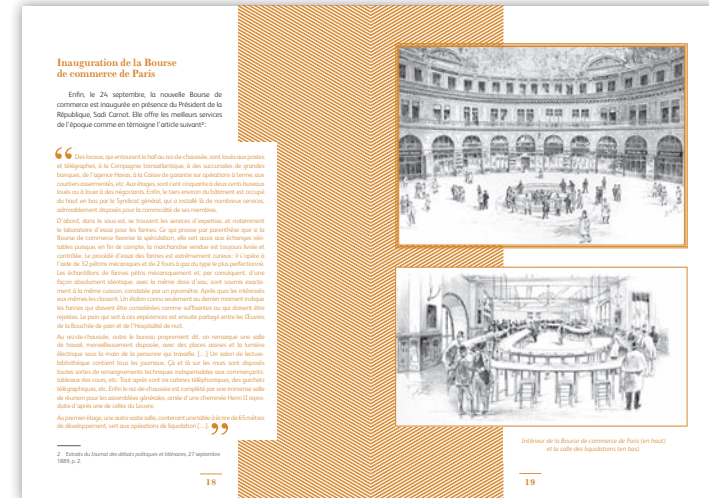 Inauguration de la Bourse
de commerce de Paris
Enfin, le 24 septembre, la nouvelle Bourse de
commerce est inaugurée en présence du Président de la
République, Sadi Carnot. Elle offre les meilleurs services
de l'époque comme en témoigne l'article suivant²:
“ Des locaux, qui entourent le hall au rez-de-chaussée, sont loués aux postes
et télégraphes, à la Compagnie transatlantique, à des succursales de grandes
banques, de l'agence Havas, à la Caisse de garantie sur opérations à terme, aux
courtiers assermentés, etc. Aux étages, sont cent cinquante à deux cents bureaux
loués ou à louer à des négociants. Enfin, le tiers environ du bâtiment est occupé
du haut en bas par le Syndicat général, qui a installé là de nombreux services,
admirablement disposés pour la commodité de ses membres.
D'abord, dans le sous-sol, se trouvent les services d'expertise, et notamment
le laboratoire d'essai pour les farines. Ce qui prouve par parenthèse que si la
Bourse de commerce favorise la spéculation, elle sert aussi aux échanges véri-
tables puisque, en fin de compte, la marchandise vendue est toujours livrée et
contrôlée. Le procédé d'essai des farines est extrêmement curieux: il s'opère à
l'aide de 32 pétrins mécaniques et de 2 fours à gaz du type le plus perfectionné.
Les échantillons de farines pétris mécaniquement et, par conséquent, d'une
façon absolument identique, avec la même dose d'eau, sont soumis exacte-
ment à la même cuisson, constatée par un pyromètre. Après quoi les intéressés
eux-mêmes les classent. Un étalon connu seulement au dernier moment indique
les farines qui doivent être considérées comme suffisantes ou qui doivent être
rejetées. Le pain qui sert à ces expériences est ensuite partagé entre les Œuvres
de la Bouchée de pain et de l'Hospitalité de nuit.
Au rez-de-chaussée, outre le bureau proprement dit, on remarque une salle
de travail, merveilleusement disposée, avec des places assises et la lumière
électrique sous la main de la personne qui travaille. [...] Un salon de lecture-
bibliothèque contient tous les journaux. Çà et là sur les murs sont disposés
toutes sortes de renseignements techniques indispensables aux commerçants:
tableaux des cours, etc. Tout après sont six cabines téléphoniques, des guichets
télégraphiques, etc. Enfin le rez-de-chaussée est complété par une immense salle
de réunion pour les assemblées générales, ornée d'une cheminée Henri II repro-
duite d'après une de celles du Louvre.
Au premier étage, une autre vaste salle, contenant une table à écrire de 65 mètres
de développement, sert aux opérations de liquidation [...]. ”
2 Extraits du Journal des débats politiques et littéraires, 27 septembre
1889, p. 2.
18
Intérieur de la Bourse de commerce de Paris (en haut)
et la salle des liquidations (en bas).
19